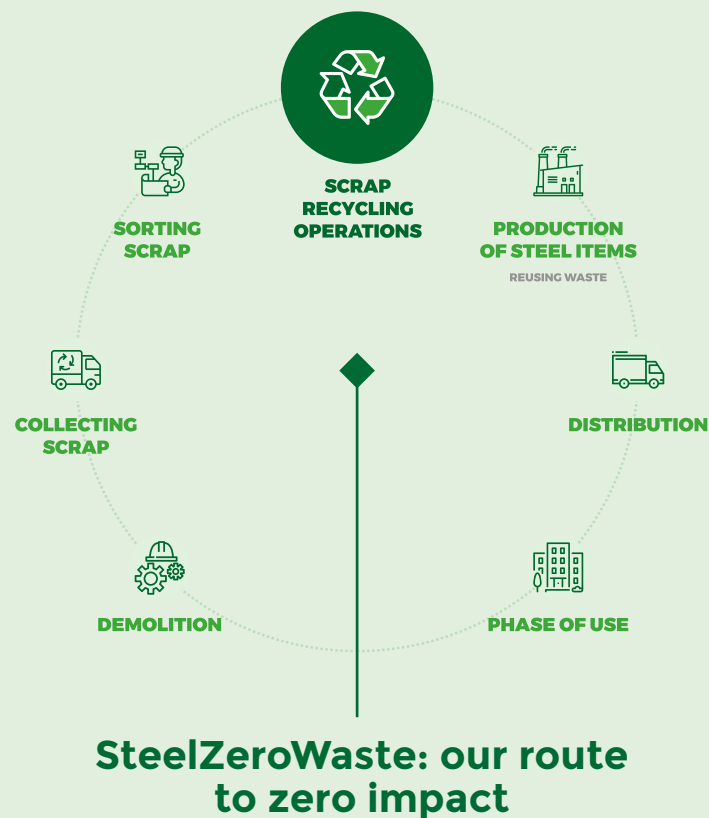 SCRAP
RECYCLING
OPERATIONS
SORTING
SCRAP
PRODUCTION
OF STEEL ITEMS
REUSING WASTE
COLLECTING
SCRAP
DISTRIBUTION
DEMOLITION
PHASE OF USE
SteelZeroWaste: our route
to zero impact